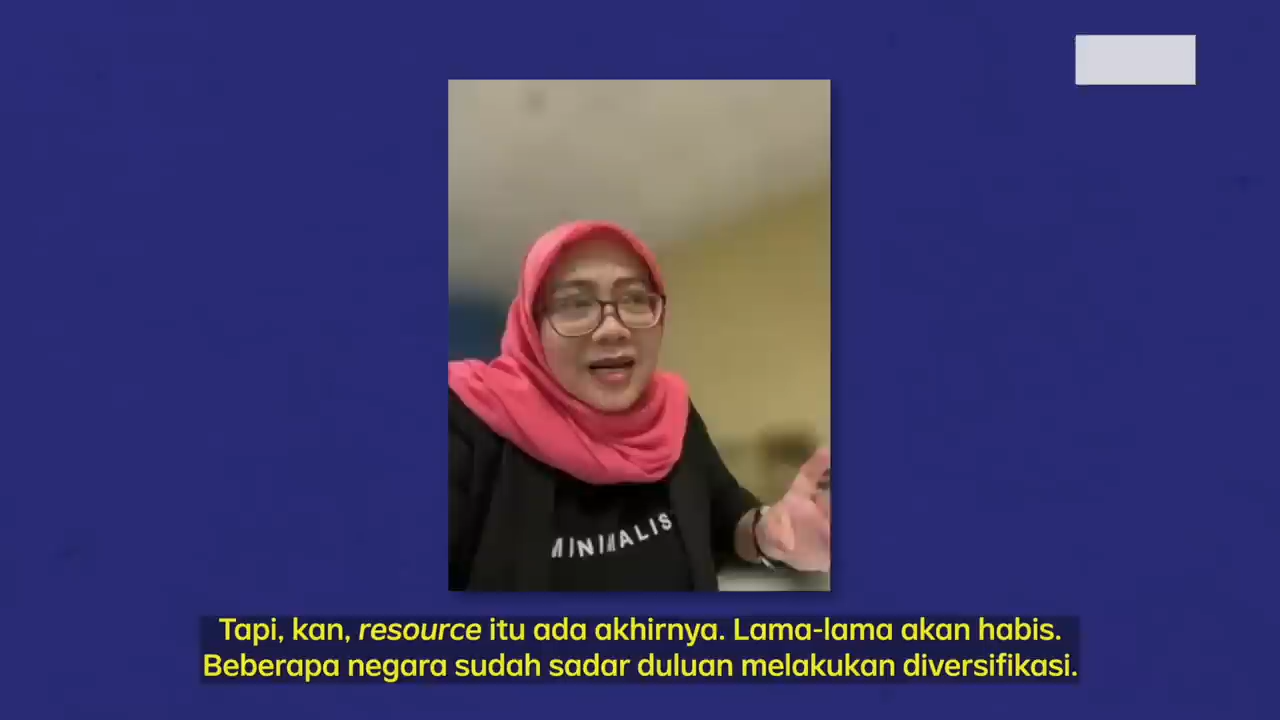 MINIMALIS
Tapi, kan, resource itu ada akhirnya. Lama-lama akan habis.
Beberapa negara sudah sadar duluan melakukan diversifikasi.